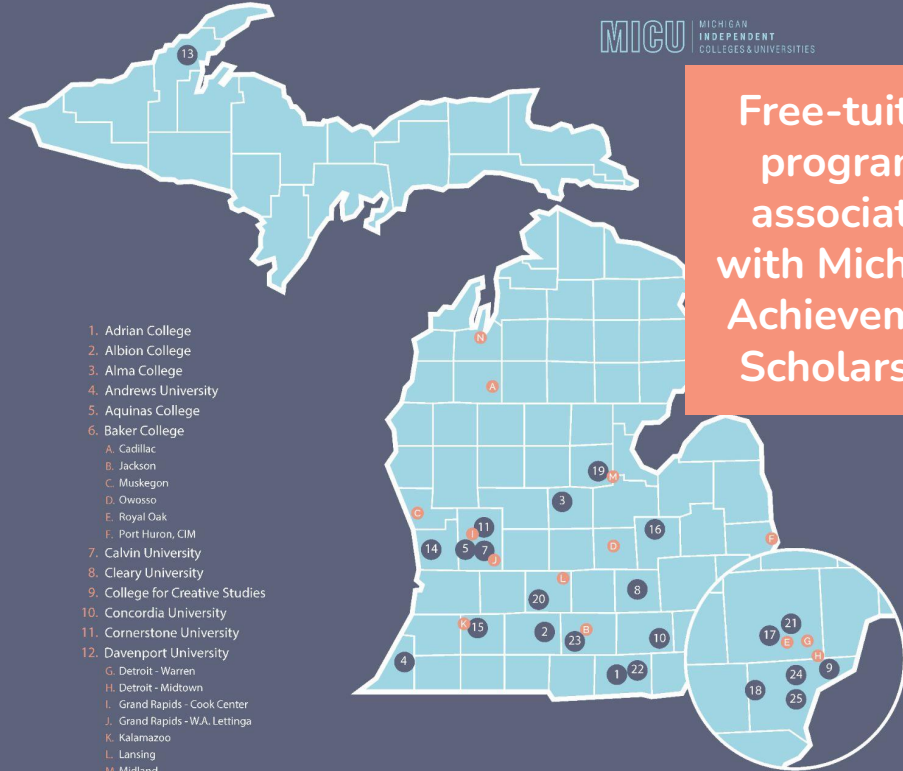 MICU
MICHIGAN
INDEPENDENT
COLLEGES & UNIVERSITIES
Free-tuit
program
associat
with Mich
Achievem
Scholars
1. Adrian College
2. Albion College
3. Alma College
4. Andrews University
5. Aquinas College
6. Baker College
A. Cadillac
B. Jackson
C. Muskegon
D. Owosso
E. Royal Oak
F. Port Huron, CIM
7. Calvin University
8. Cleary University
9. College for Creative Studies
10. Concordia University
11. Cornerstone University
12. Davenport University
G. Detroit - Warren
H. Detroit - Midtown
I. Grand Rapids - Cook Center
J. Grand Rapids - W.A. Lettinga
K. Kalamazoo
L. Lansing
M. Midland
13
N
A
19
M
3
C
11
I
14
5
7
J
16
D
F
L
20
8
K
15
2
B
23
10
4
1
22
21
17
E
G
H
9
24
18
25